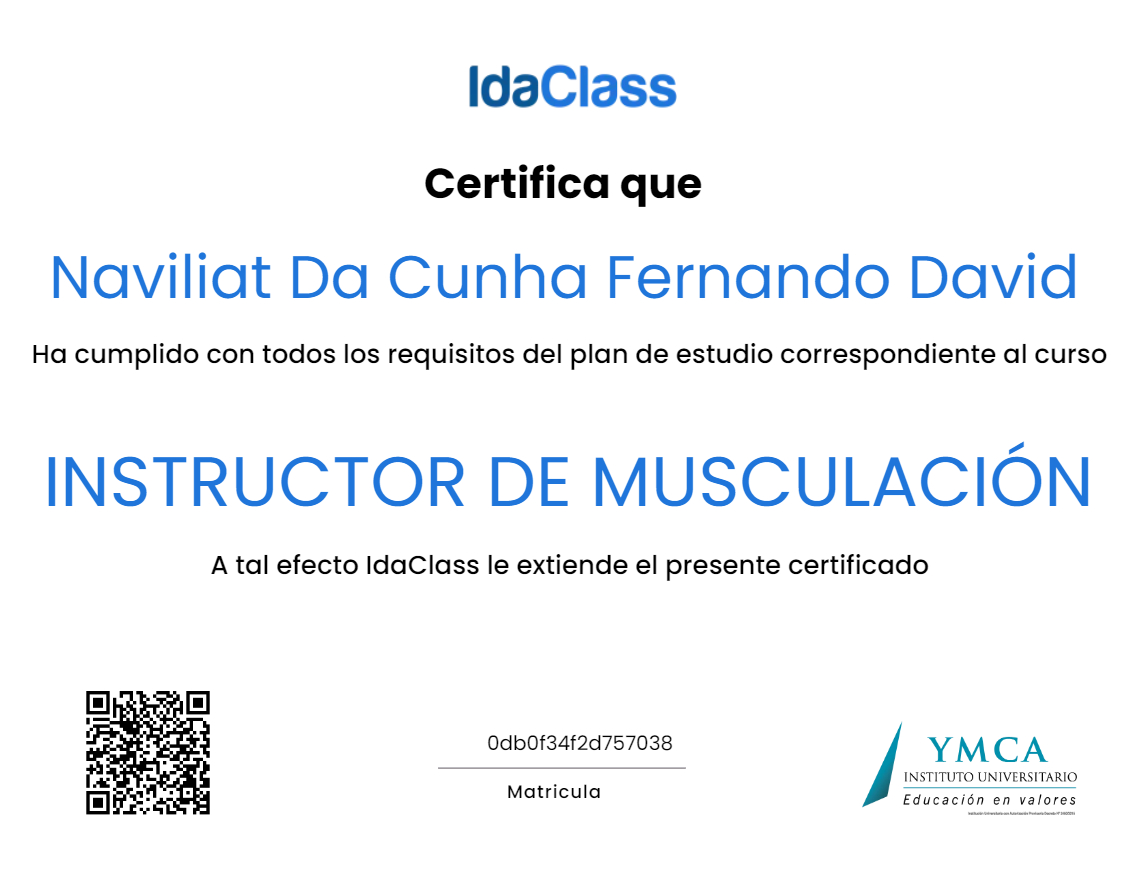 IdaClass
Certifica que
Naviliat Da Cunha Fernando David
Ha cumplido con todos los requisitos del plan de estudio correspondiente al curso
INSTRUCTOR DE MUSCULACIÓN
A tal efecto IdaClass le extiende el presente certificado
0db0f34f2d757038
Matricula
YMCA
INSTITUTO UNIVERSITARIO
Educación en valores